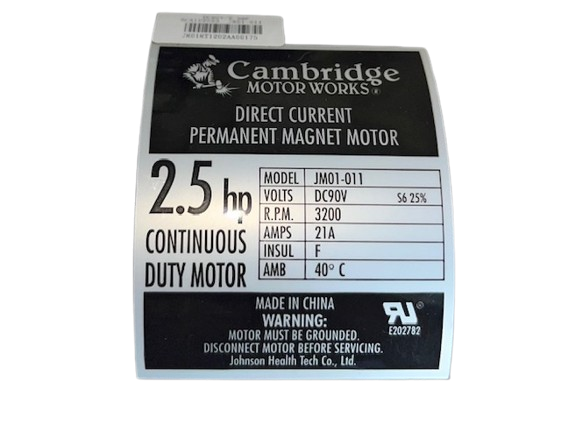 Cambridge
MOTOR WORKS®
DIRECT CURRENT
PERMANENT MAGNET MOTOR
2.5 hp
CONTINUOUS
DUTY MOTOR
MODEL JM01-011
VOLTS DC90V S6 25%
R.P.M. 3200
AMPS 21A
INSUL F
AMB 40° C
MADE IN CHINA
WARNING:
MOTOR MUST BE GROUNDED.
DISCONNECT MOTOR BEFORE SERVICING.
Johnson Health Tech Co., Ltd.
RU®
E202782